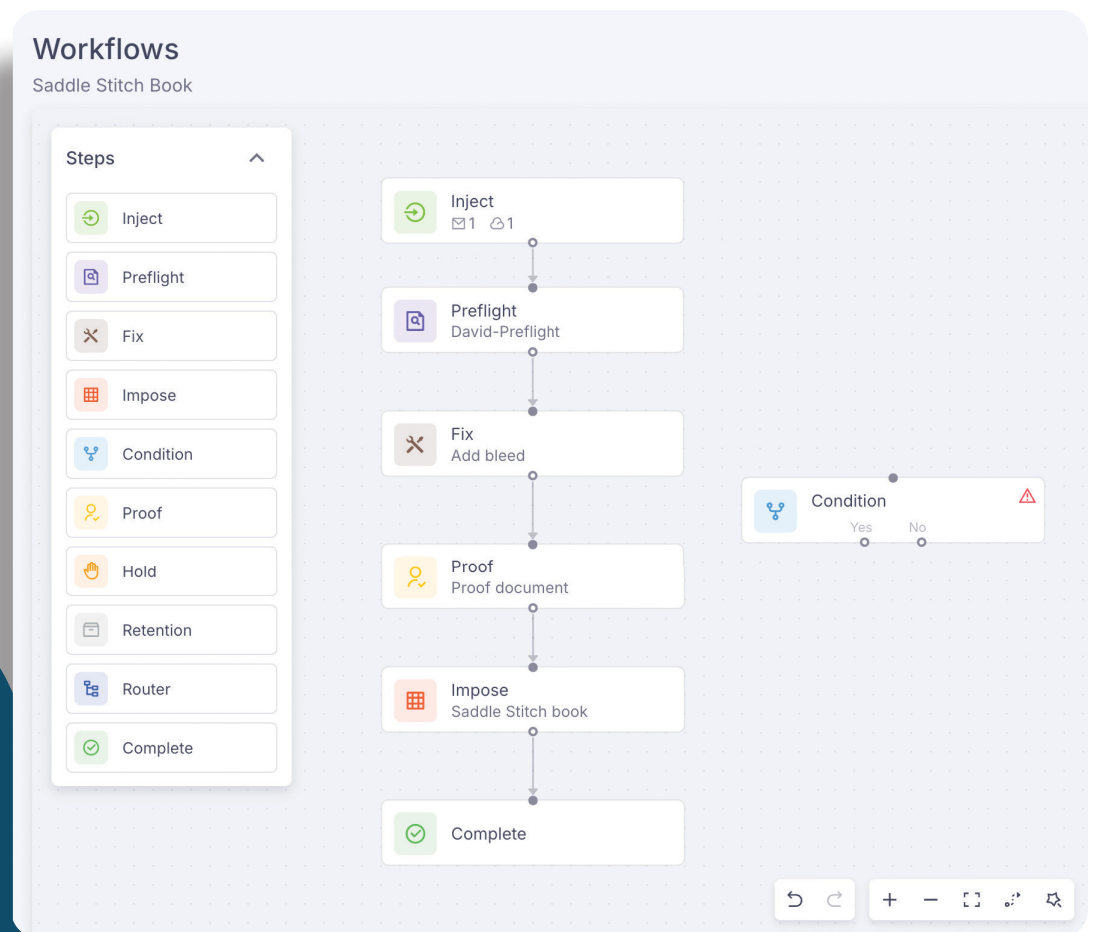 Workflows
Saddle Stitch Book
Steps
Inject
Preflight
Fix
Impose
Condition
Proof
Hold
Retention
Router
Complete
Inject
1 1
Preflight
David-Preflight
Fix
Add bleed
Proof
Proof document
Impose
Saddle Stitch book
Complete
Condition
Yes No